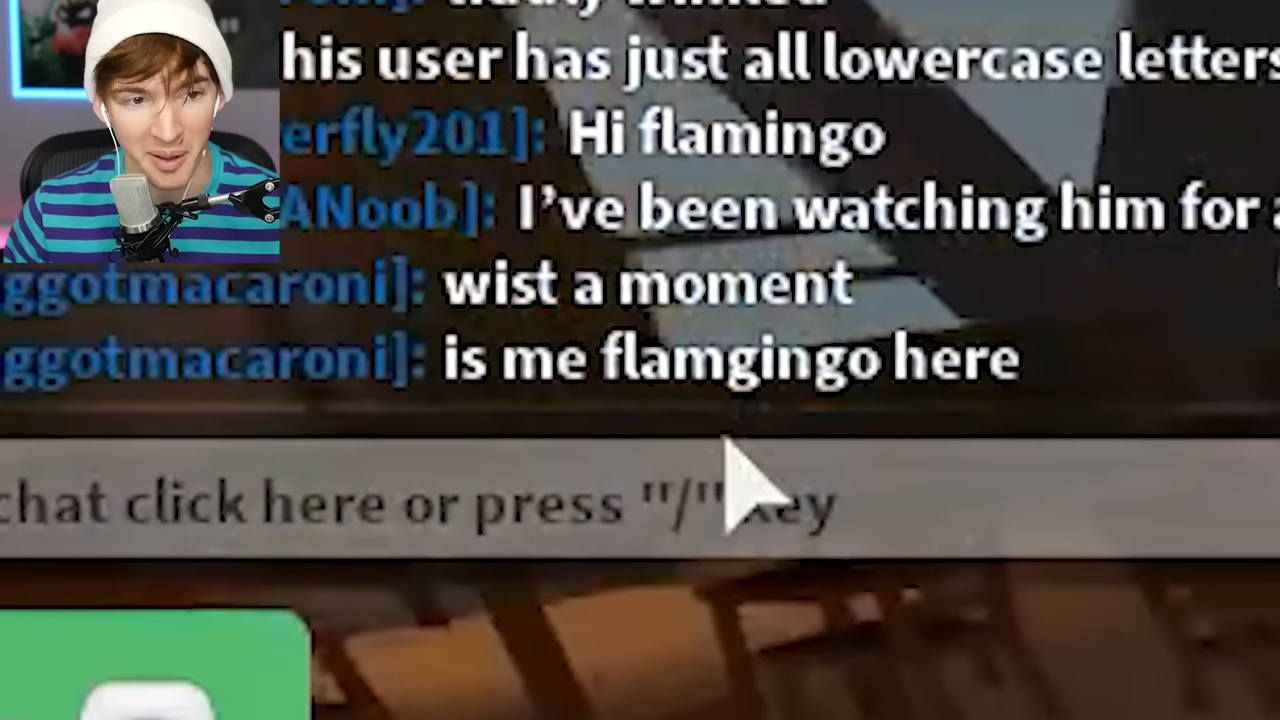 his user has just all lowercase letters
erfly201]: Hi flamingo
ANoob]: I’ve been watching him for
ggotmacaroni]: wist a moment
ggotmacaroni]: is me flamgingo here
chat click here or press "/" key